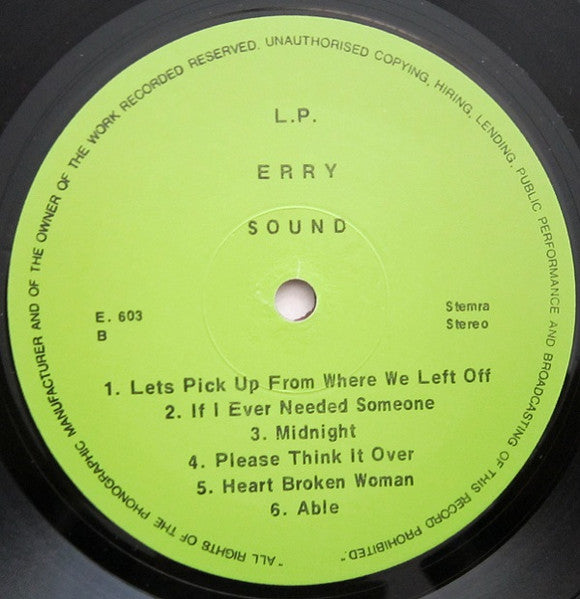 "ALL RIGHTS OF THE PHONOGRAPHIC MANUFACTURER AND OF THE OWNER OF THE WORK RECORDED RESERVED. UNAUTHORISED COPYING, HIRING, LENDING, PUBLIC PERFORMANCE AND BROADCASTING OF THIS RECORD PROHIBITED."
L.P.
ERRY
SOUND
E. 603
B
Stemra
Stereo
1. Lets Pick Up From Where We Left Off
2. If I Ever Needed Someone
3. Midnight
4. Please Think It Over
5. Heart Broken Woman
6. Able